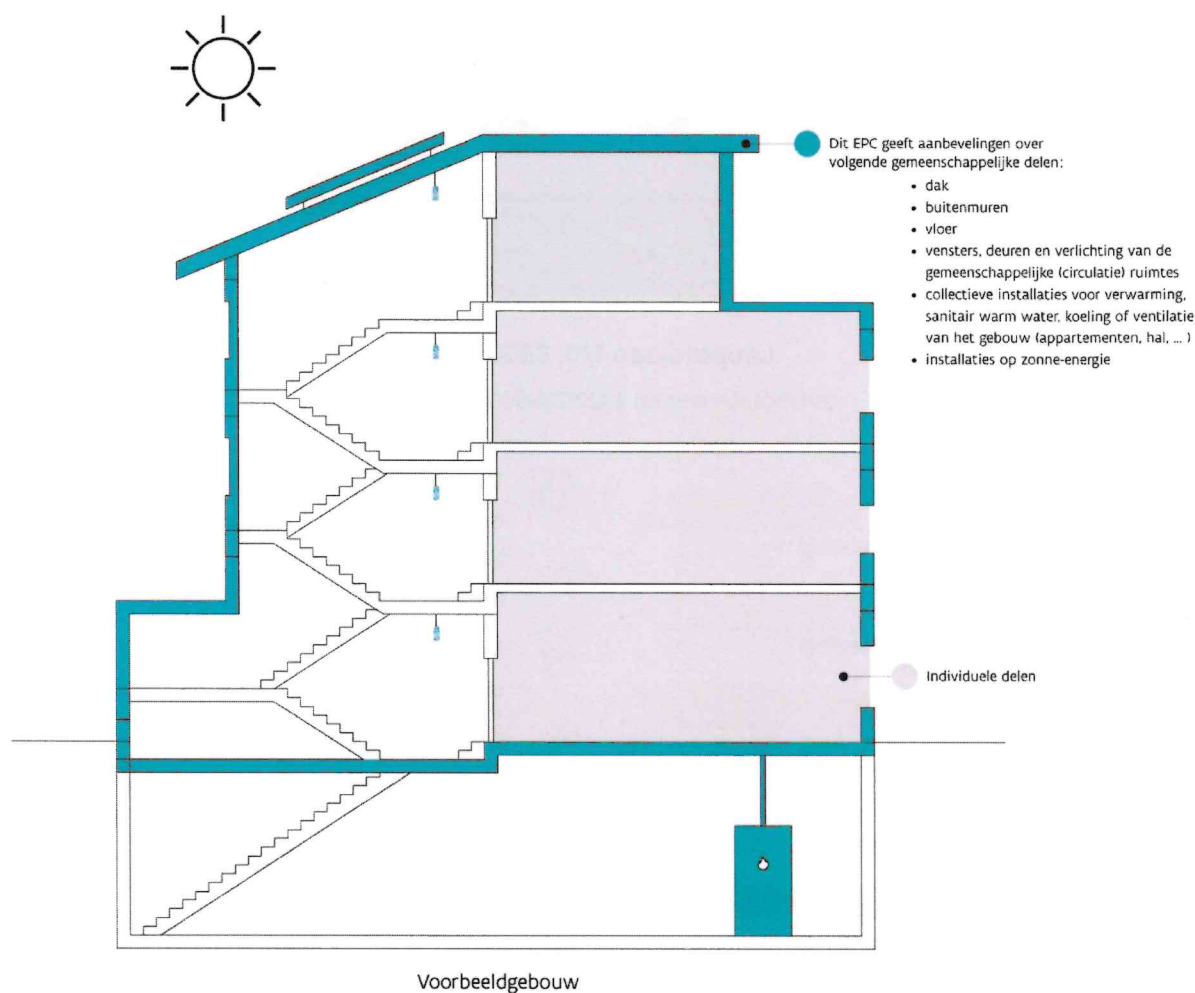 Dit EPC geeft aanbevelingen over
volgende gemeenschappelijke delen:
• dak
• buitenmuren
• vloer
• vensters, deuren en verlichting van de
gemeenschappelijke (circulatie) ruimtes
• collectieve installaties voor verwarming,
sanitair warm water, koeling of ventilatie
van het gebouw (appartementen, hal, ... )
• installaties op zonne-energie
Individuele delen
Voorbeeldgebouw